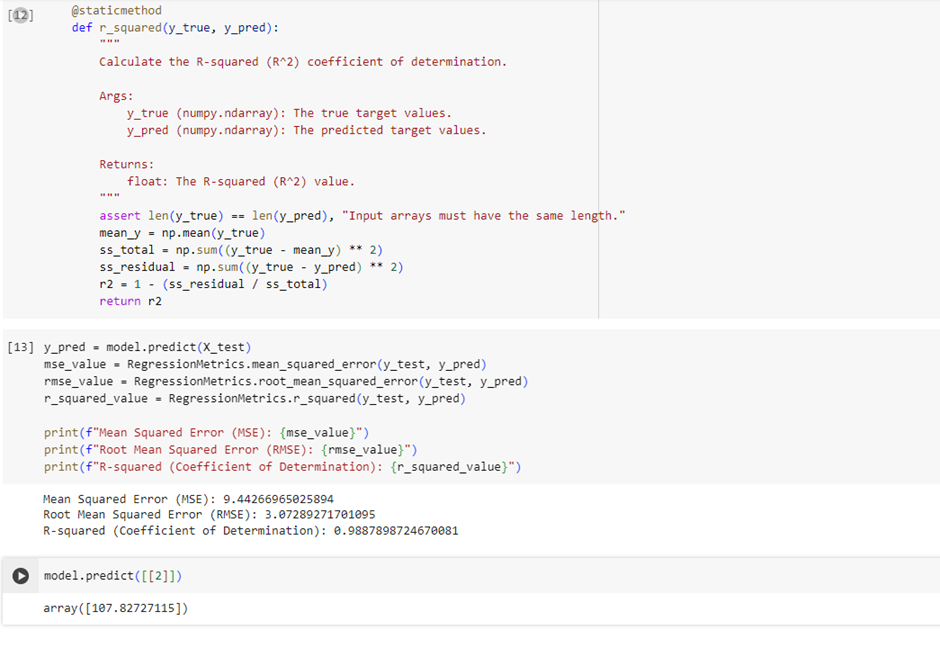 [12]
@staticmethod
def r_squared(y_true, y_pred):
"""
Calculate the R-squared (R^2) coefficient of determination.
Args:
y_true (numpy.ndarray): The true target values.
y_pred (numpy.ndarray): The predicted target values.
Returns:
float: The R-squared (R^2) value.
"""
assert len(y_true) == len(y_pred), "Input arrays must have the same length."
mean_y = np.mean(y_true)
ss_total = np.sum((y_true - mean_y) ** 2)
ss_residual = np.sum((y_true - y_pred) ** 2)
r2 = 1 - (ss_residual / ss_total)
return r2
[13] y_pred = model.predict(X_test)
mse_value = RegressionMetrics.mean_squared_error(y_test, y_pred)
rmse_value = RegressionMetrics.root_mean_squared_error(y_test, y_pred)
r_squared_value = RegressionMetrics.r_squared(y_test, y_pred)
print(f"Mean Squared Error (MSE): {mse_value}")
print(f"Root Mean Squared Error (RMSE): {rmse_value}")
print(f"R-squared (Coefficient of Determination): {r_squared_value}")
Mean Squared Error (MSE): 9.44266965025894
Root Mean Squared Error (RMSE): 3.07289271701095
R-squared (Coefficient of Determination): 0.9887898724670081
model.predict([[2]])
array([107.82727115])